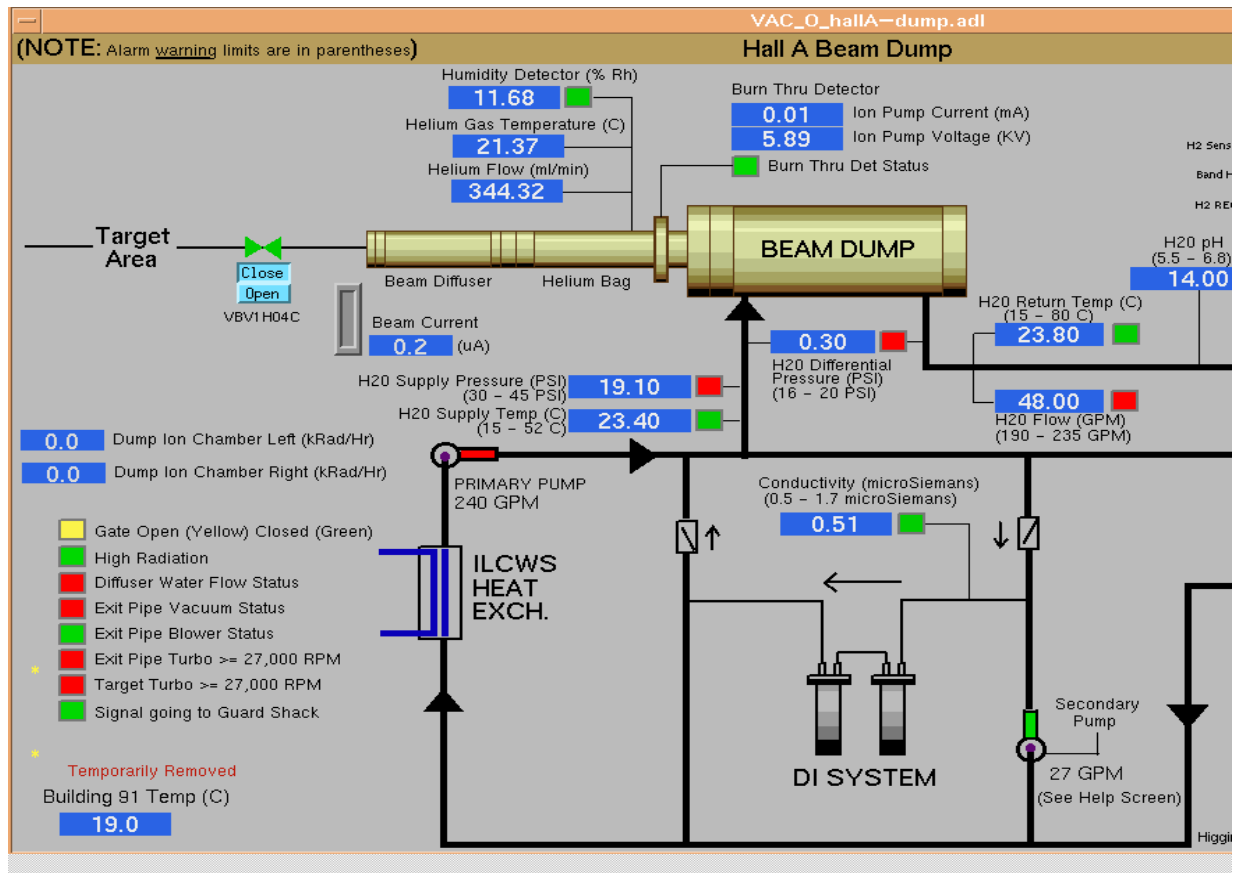 VAC_O_hallA-dump.adl
(NOTE: Alarm warning limits are in parentheses)
Hall A Beam Dump
Humidity Detector (% Rh)
11.68
Helium Gas Temperature (C)
21.37
Helium Flow (ml/min)
344.32
Burn Thru Detector
0.01 Ion Pump Current (mA)
5.89 Ion Pump Voltage (KV)
Burn Thru Det Status
H2 Sens
Band H
H2 RE
Target
Area
Close
Open
VBV1H04C
Beam Diffuser
Helium Bag
BEAM DUMP
H20 pH
(5.5 - 6.8)
14.00
H20 Return Temp (C)
(15 - 80 C)
23.80
Beam Current
0.2 (uA)
0.30
H20 Differential
Pressure (PSI)
(16 - 20 PSI)
H20 Supply Pressure (PSI)
(30 - 45 PSI)
19.10
H20 Supply Temp (C)
(15 - 52 C)
23.40
48.00
H20 Flow (GPM)
(190 - 235 GPM)
0.0 Dump Ion Chamber Left (kRad/Hr)
0.0 Dump Ion Chamber Right (kRad/Hr)
PRIMARY PUMP
240 GPM
Conductivity (microSiemans)
(0.5 - 1.7 microSiemans)
0.51
Gate Open (Yellow) Closed (Green)
High Radiation
Diffuser Water Flow Status
Exit Pipe Vacuum Status
Exit Pipe Blower Status
* Exit Pipe Turbo >= 27,000 RPM
Target Turbo >= 27,000 RPM
Signal going to Guard Shack
ILCWS
HEAT
EXCH.
* Temporarily Removed
Building 91 Temp (C)
19.0
DI SYSTEM
Secondary
Pump
27 GPM
(See Help Screen)
Higgi